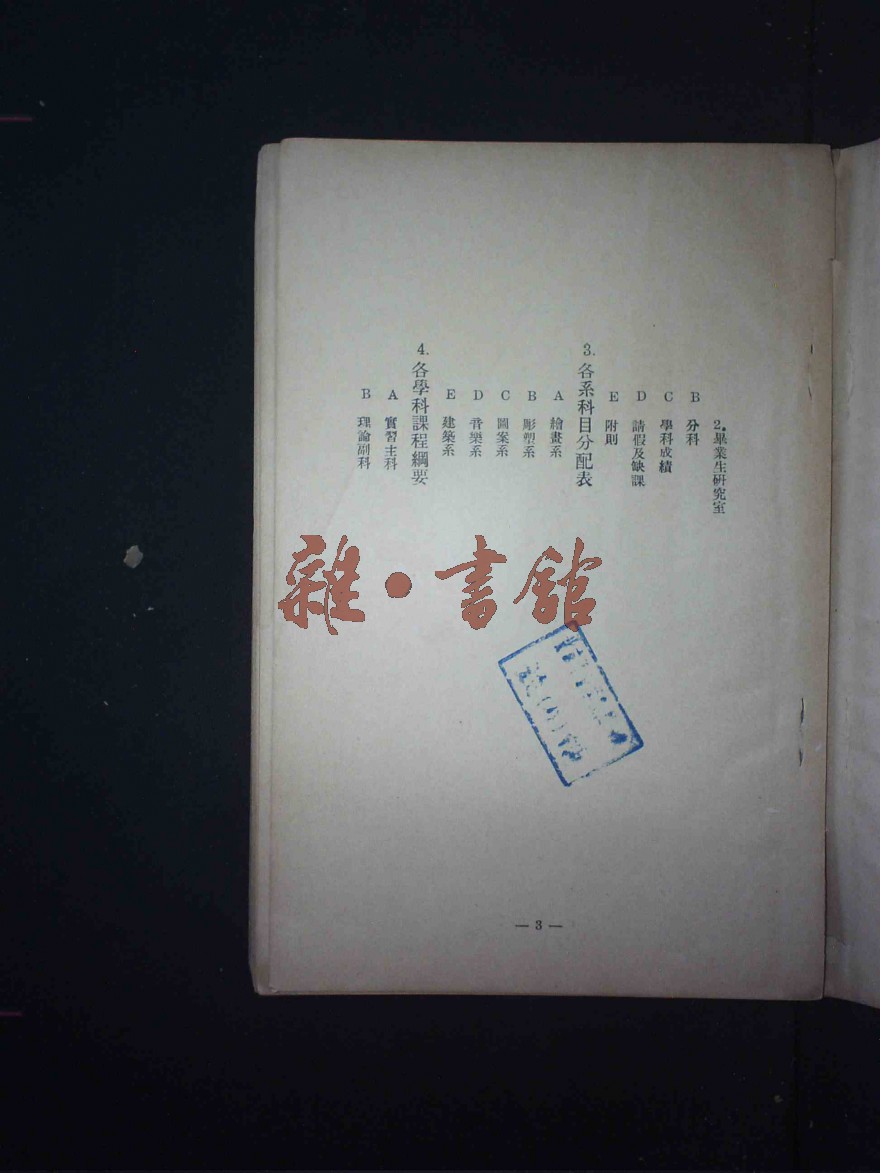 2.畢業生研究室
B 分科
C 學科成績
D 請假及缺課
E 附則
3. 各系科目分配表
A 繪畫系
B 彫塑系
C 圖案系
D 音樂系
E 建築系
4. 各學科課程綱要
A 實習主科
B 理論副科
雜·書館
— 3 —